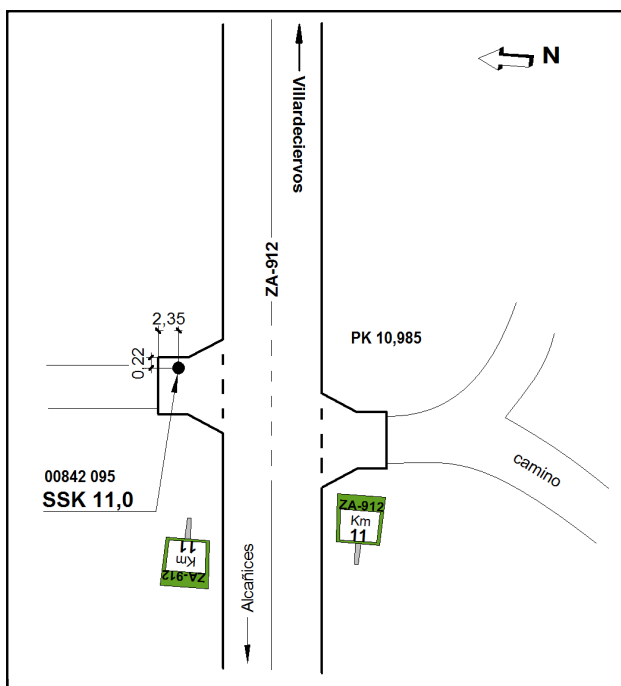 N
Villardeciervos
ZA-912
2,35
0,22
PK 10,985
00842 095
SSK 11,0
camino
ZA-912
Km
11
ZA-912
Km
11
Alcañices